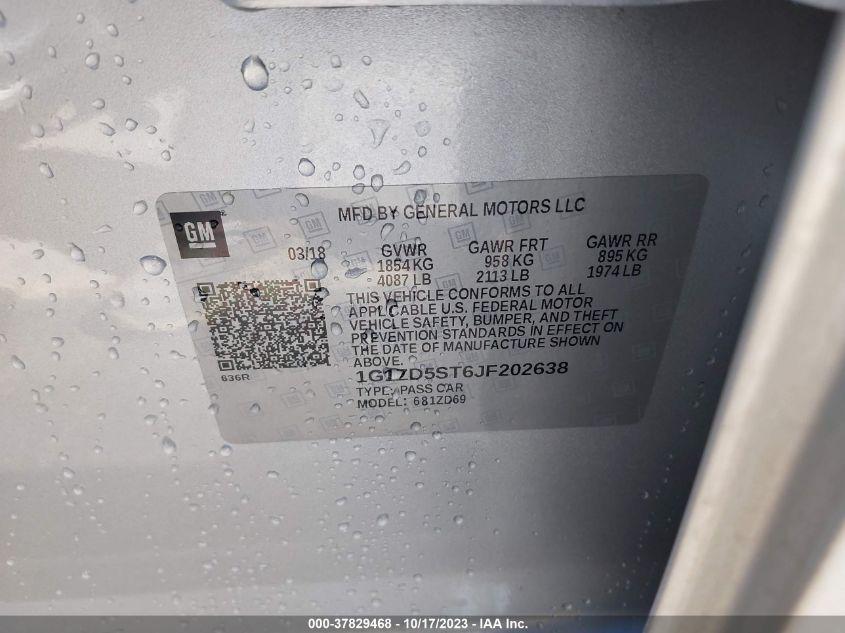 GM
MFD BY GENERAL MOTORS LLC
03/18 GVWR GAWR FRT GAWR RR
1854 KG 958 KG 895 KG
4087 LB 2113 LB 1974 LB
THIS VEHICLE CONFORMS TO ALL
APPLICABLE U.S. FEDERAL MOTOR
VEHICLE SAFETY, BUMPER, AND THEFT
PREVENTION STANDARDS IN EFFECT ON
THE DATE OF MANUFACTURE SHOWN
ABOVE.
636R
1G1ZD5ST6JF202638
TYPE: PASS CAR
MODEL: 681ZD69
000-37829468 - 10/17/2023 - IAA Inc.